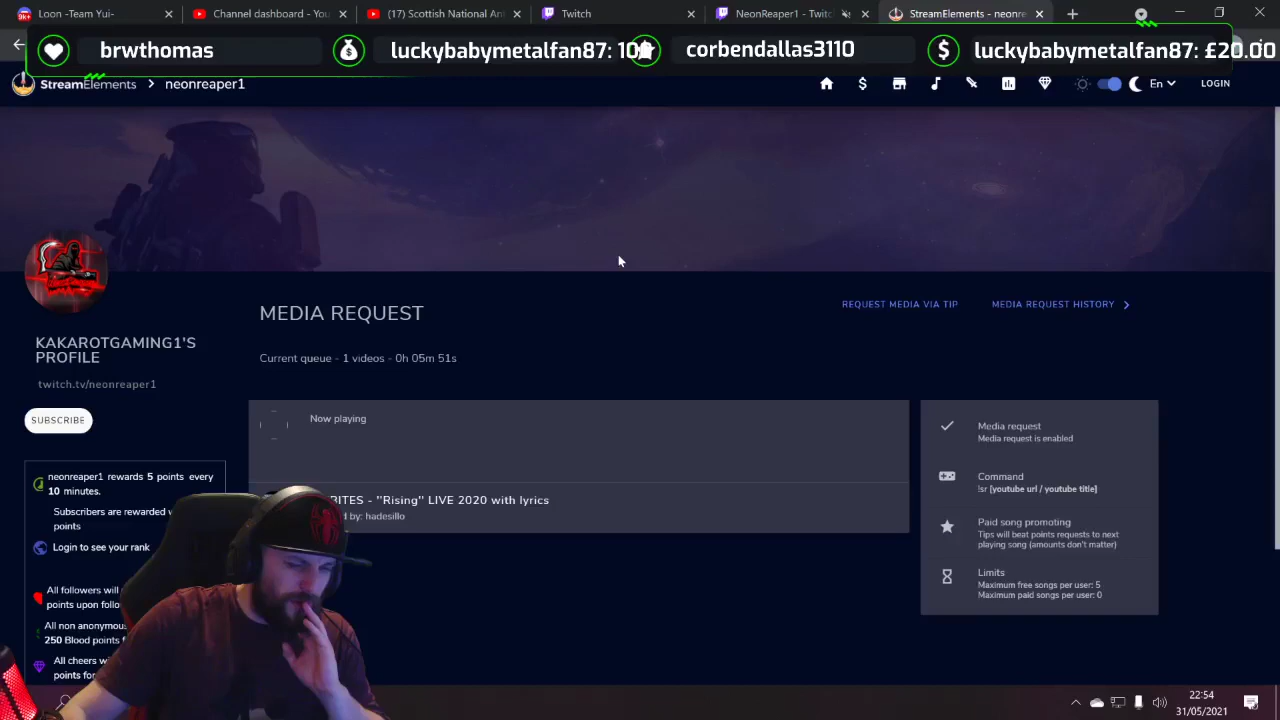 9k+
Loon - You
Channel dashboard - You
(17) Scottish National An
Twitch
NeonReaper1 - Twitc
StreamElements - neonre
brwthomas
luckybabymetalfan87:
corbendallas3110
luckybabymetalfan87: £20.00
StreamElements > neonreaper1
En
LOGIN
MEDIA REQUEST
REQUEST MEDIA VIA TIP
MEDIA REQUEST HISTORY
KAKAROTGAMING1'S
PROFILE
twitch.tv/neonreaper1
SUBSCRIBE
Current queue - 1 videos - 0h 05m 51s
Now playing
BITES - "Rising" LIVE 2020 with lyrics
d by: hadesillo
Media request
Media request is enabled
Command
!sr [youtube url / youtube title]
Paid song promoting
Tips will beat points requests to next
playing song (amounts don't matter)
Limits
Maximum free songs per user: 5
Maximum paid songs per user: 0
neonreaper1 rewards 5 points every
10 minutes.
Subscribers are rewarded
points
Login to see your rank
All followers will
points upon follo
All non anonymous
250 Blood points f
All cheers wi
points for
22:54
31/05/2021